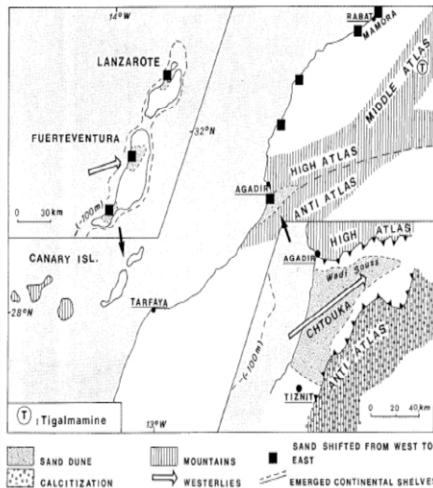 14°W
RABAT
MAMORA
LANZAROTE
MIDDLE ATLAS
T
FUERTEVENTURA
32°N
HIGH ATLAS
AGADIR
ANTI ATLAS
(-100m)
0 30km
CANARY ISL.
HIGH ATLAS
AGADIR
Wadi Souss
CHTOUKA
TARFAYA
28°N
(-100m)
ANTI ATLAS
TIZNIT
T : Tigalmamine
13°W
0 20 40km
SAND DUNE
MOUNTAINS
SAND SHIFTED FROM WEST TO
EAST
CALCITIZATION
WESTERLIES
EMERGED CONTINENTAL SHELVES